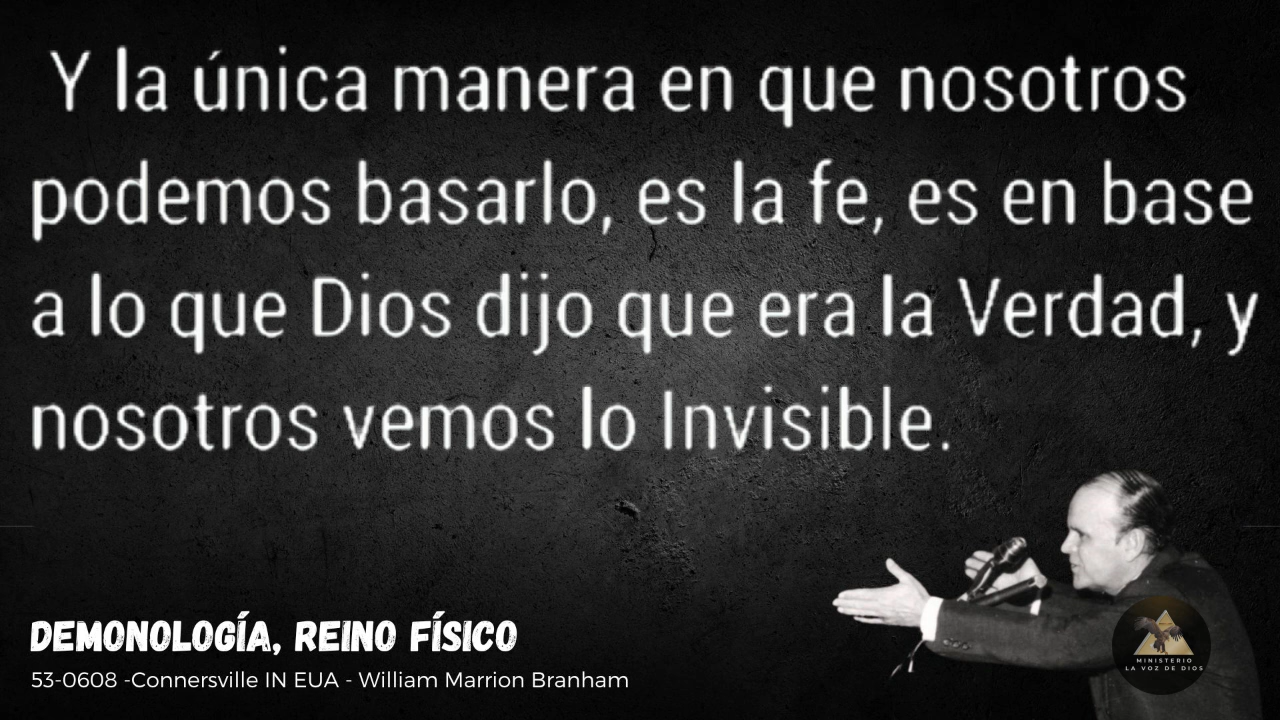 Y la única manera en que nosotros
podemos basarlo, es la fe, es en base
a lo que Dios dijo que era la Verdad, y
nosotros vemos lo Invisible.
DEMONOLOGÍA, REINO FÍSICO
53-0608 -Connersville IN EUA - William Marrion Branham
MINISTERIO
LA VOZ DE DIOS